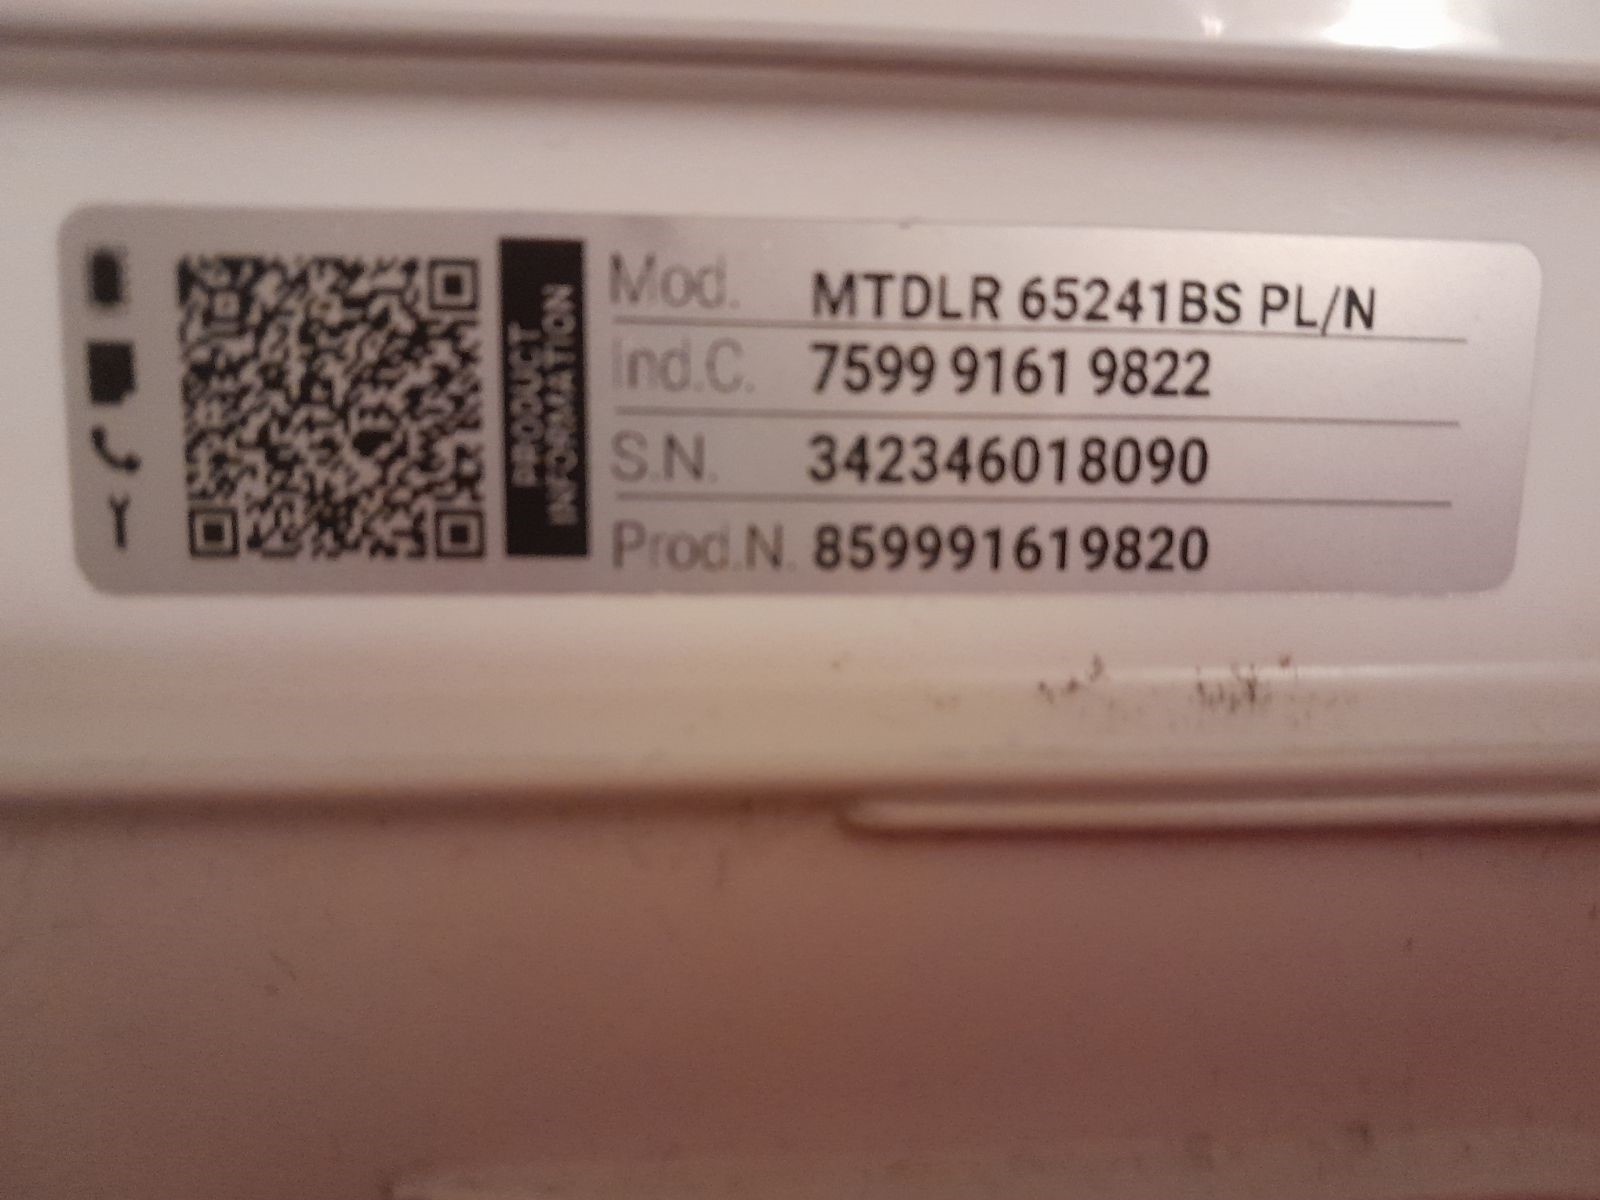 PRODUCT
INFORMATION
Mod. MTDLR 65241BS PL/N
Ind.C. 7599 9161 9822
S.N. 342346018090
Prod.N. 859991619820